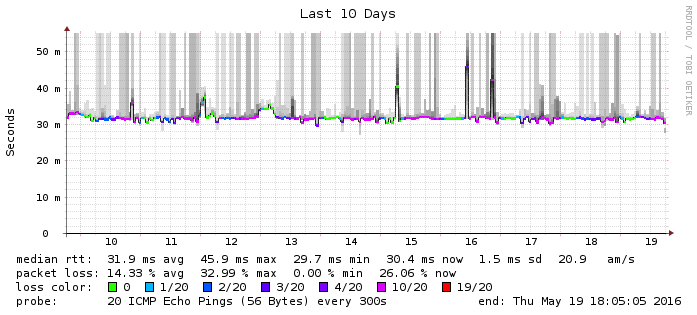 Last 10 Days
RRDTOOL / TOBI OETIKER
Seconds
50 m
40 m
30 m
20 m
10 m
0
10 11 12 13 14 15 16 17 18 19
median rtt: 31.9 ms avg 45.9 ms max 29.7 ms min 30.4 ms now 1.5 ms sd 20.9 am/s
packet loss: 14.33 % avg 32.99 % max 0.00 % min 26.06 % now
loss color: 0 1/20 2/20 3/20 4/20 10/20 19/20
probe: 20 ICMP Echo Pings (56 Bytes) every 300s end: Thu May 19 18:05:05 2016